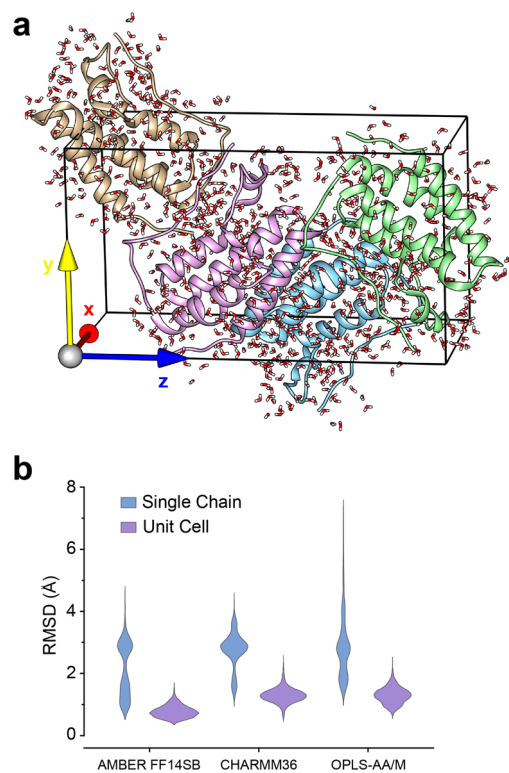 a
y
x
z
b
8
6
4
2
0
RMSD (Å)
Single Chain
Unit Cell
AMBER FF14SB CHARMM36 OPLS-AA/M